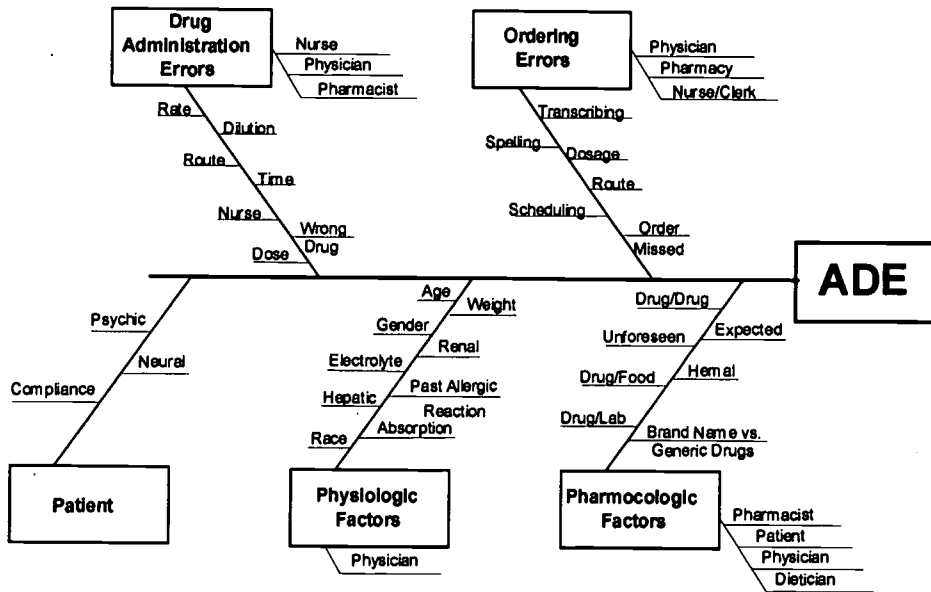 Drug
Administration
Errors
Nurse
Physician
Pharmacist
Ordering
Errors
Physician
Pharmacy
Nurse/Clerk
Rate
Dilution
Route
Time
Nurse
Wrong
Drug
Dose
Transcribing
Spelling
Dosage
Route
Scheduling
Order
Missed
ADE
Psychic
Neural
Compliance
Patient
Age
Weight
Gender
Renal
Electrolyte
Hepatic
Past Allergic
Reaction
Absorption
Race
Physiologic
Factors
Physician
Drug/Drug
Expected
Unforeseen
Hemal
Drug/Food
Drug/Lab
Brand Name vs.
Generic Drugs
Pharmocologic
Factors
Pharmacist
Patient
Physician
Dietician